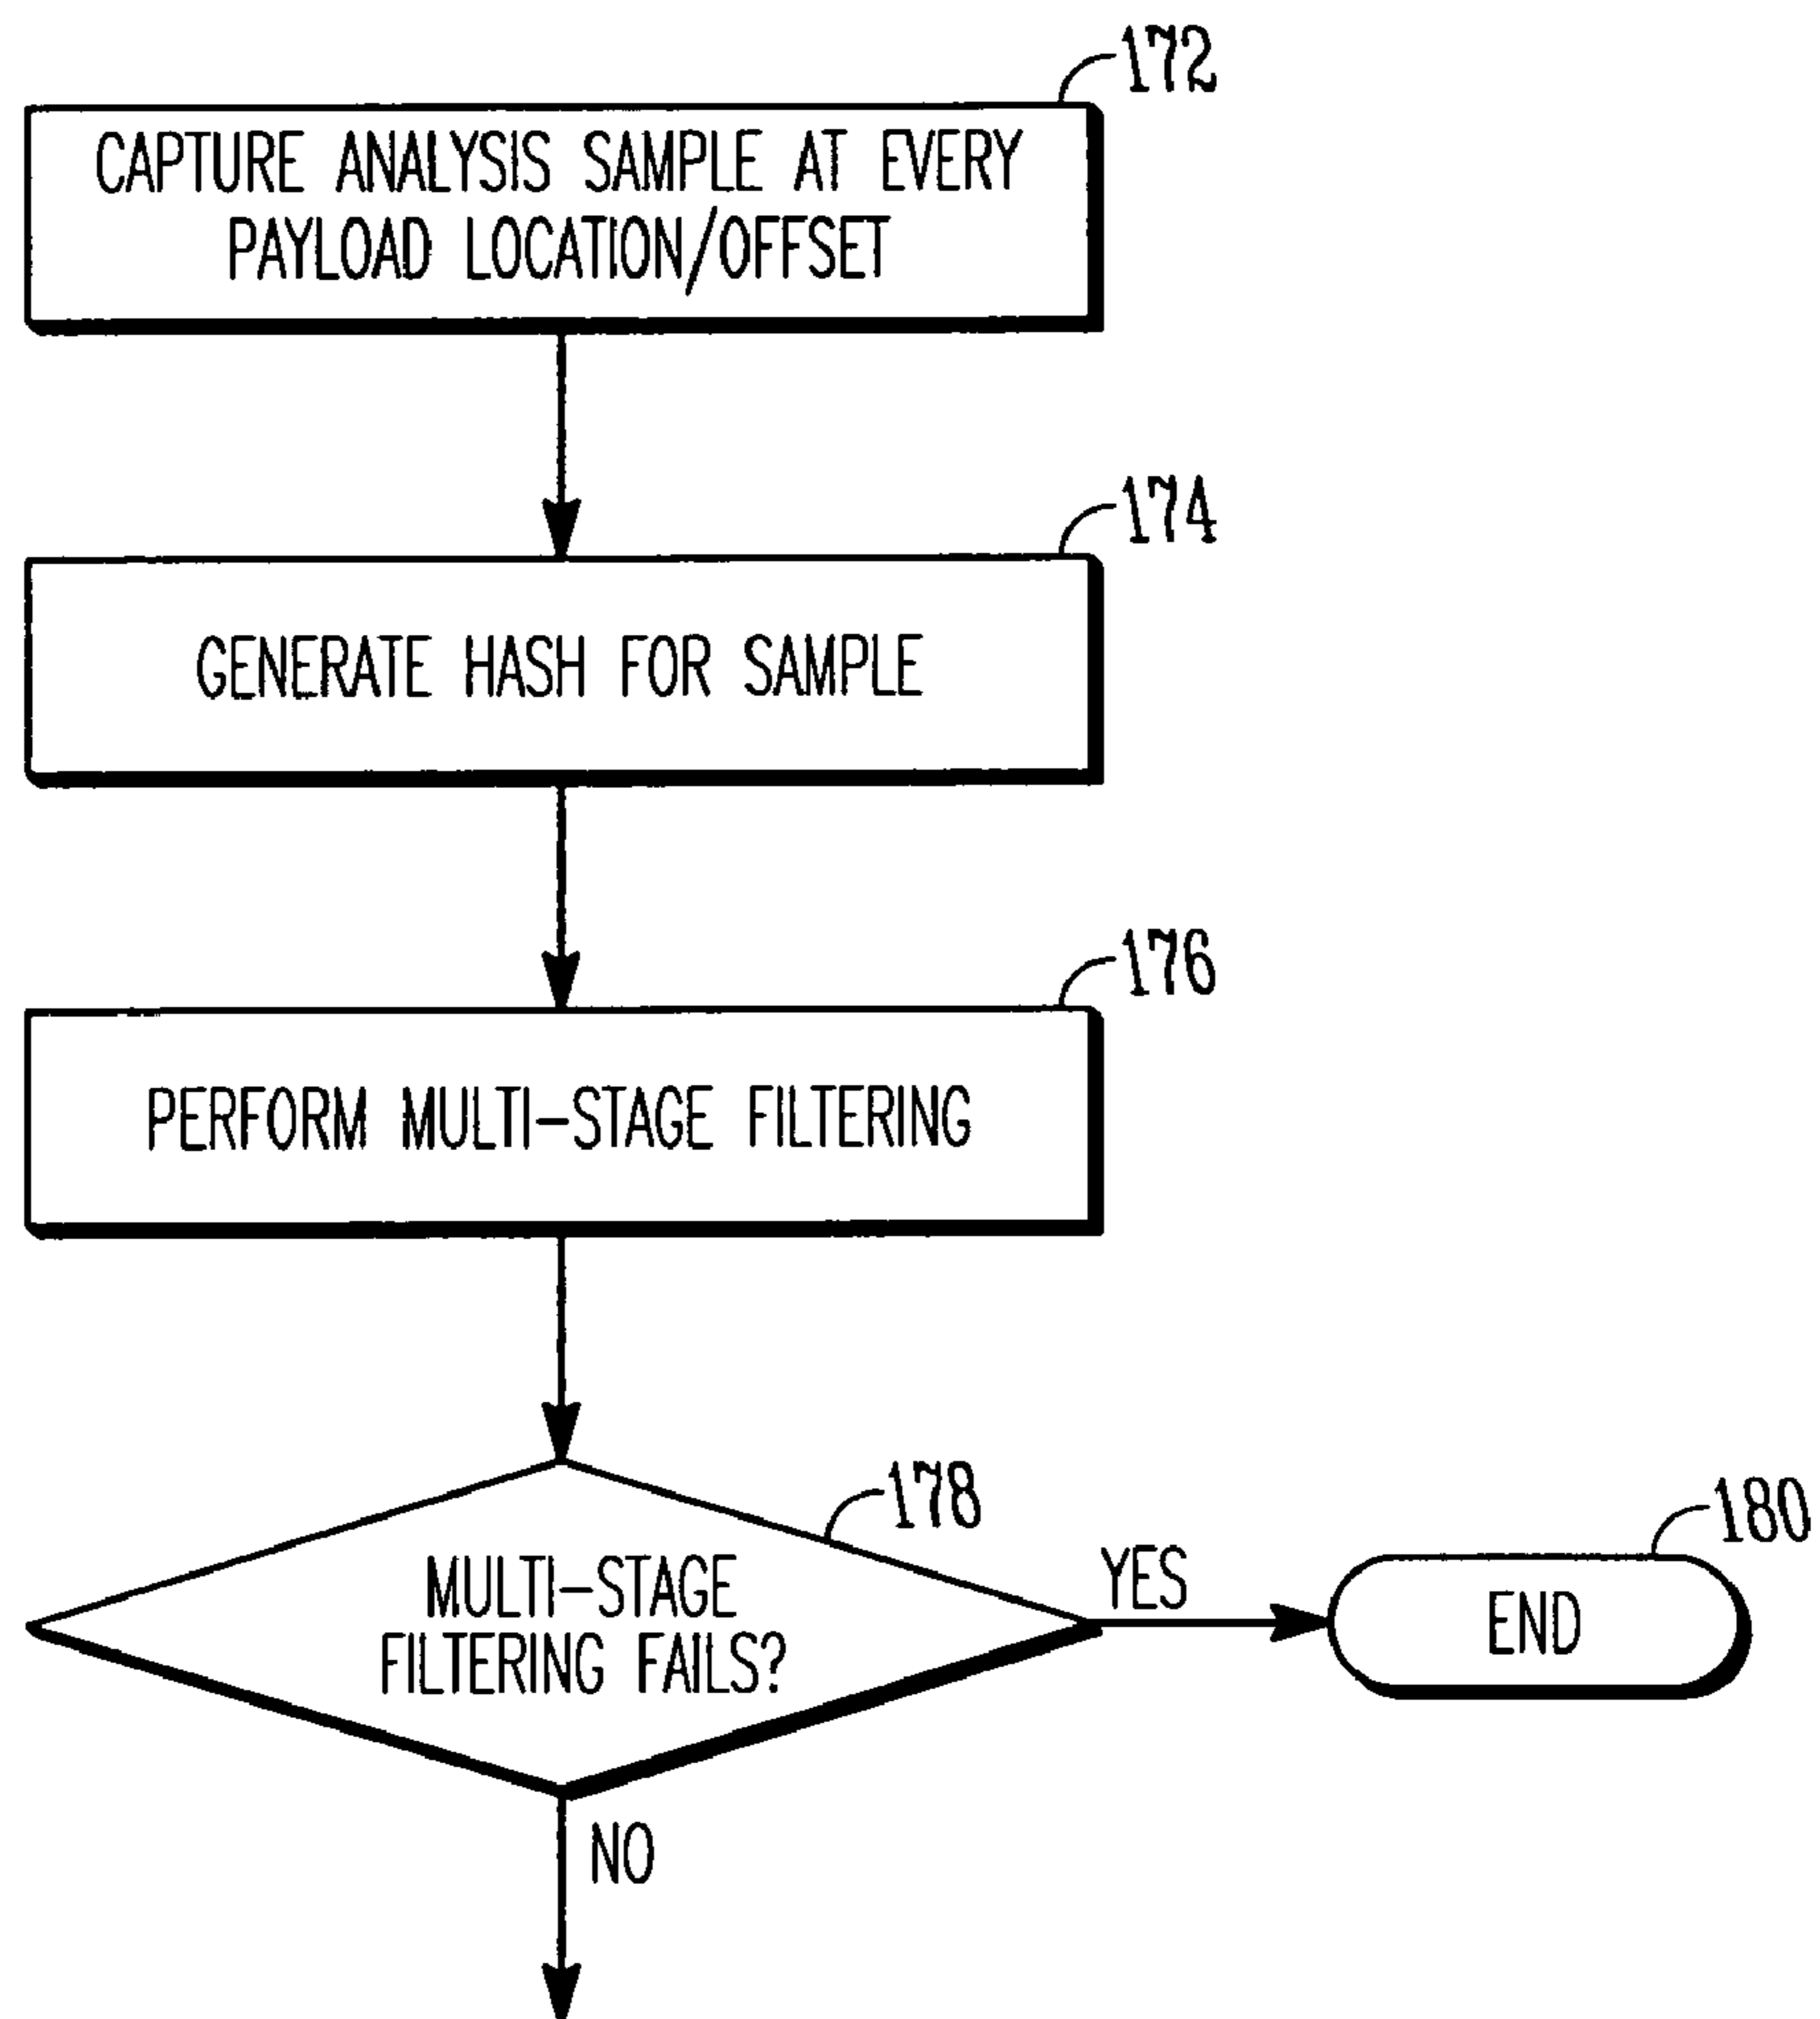 172
CAPTURE ANALYSIS SAMPLE AT EVERY
PAYLOAD LOCATION/OFFSET
174
GENERATE HASH FOR SAMPLE
176
PERFORM MULTI-STAGE FILTERING
178
MULTI-STAGE
FILTERING FAILS?
YES
180
END
NO